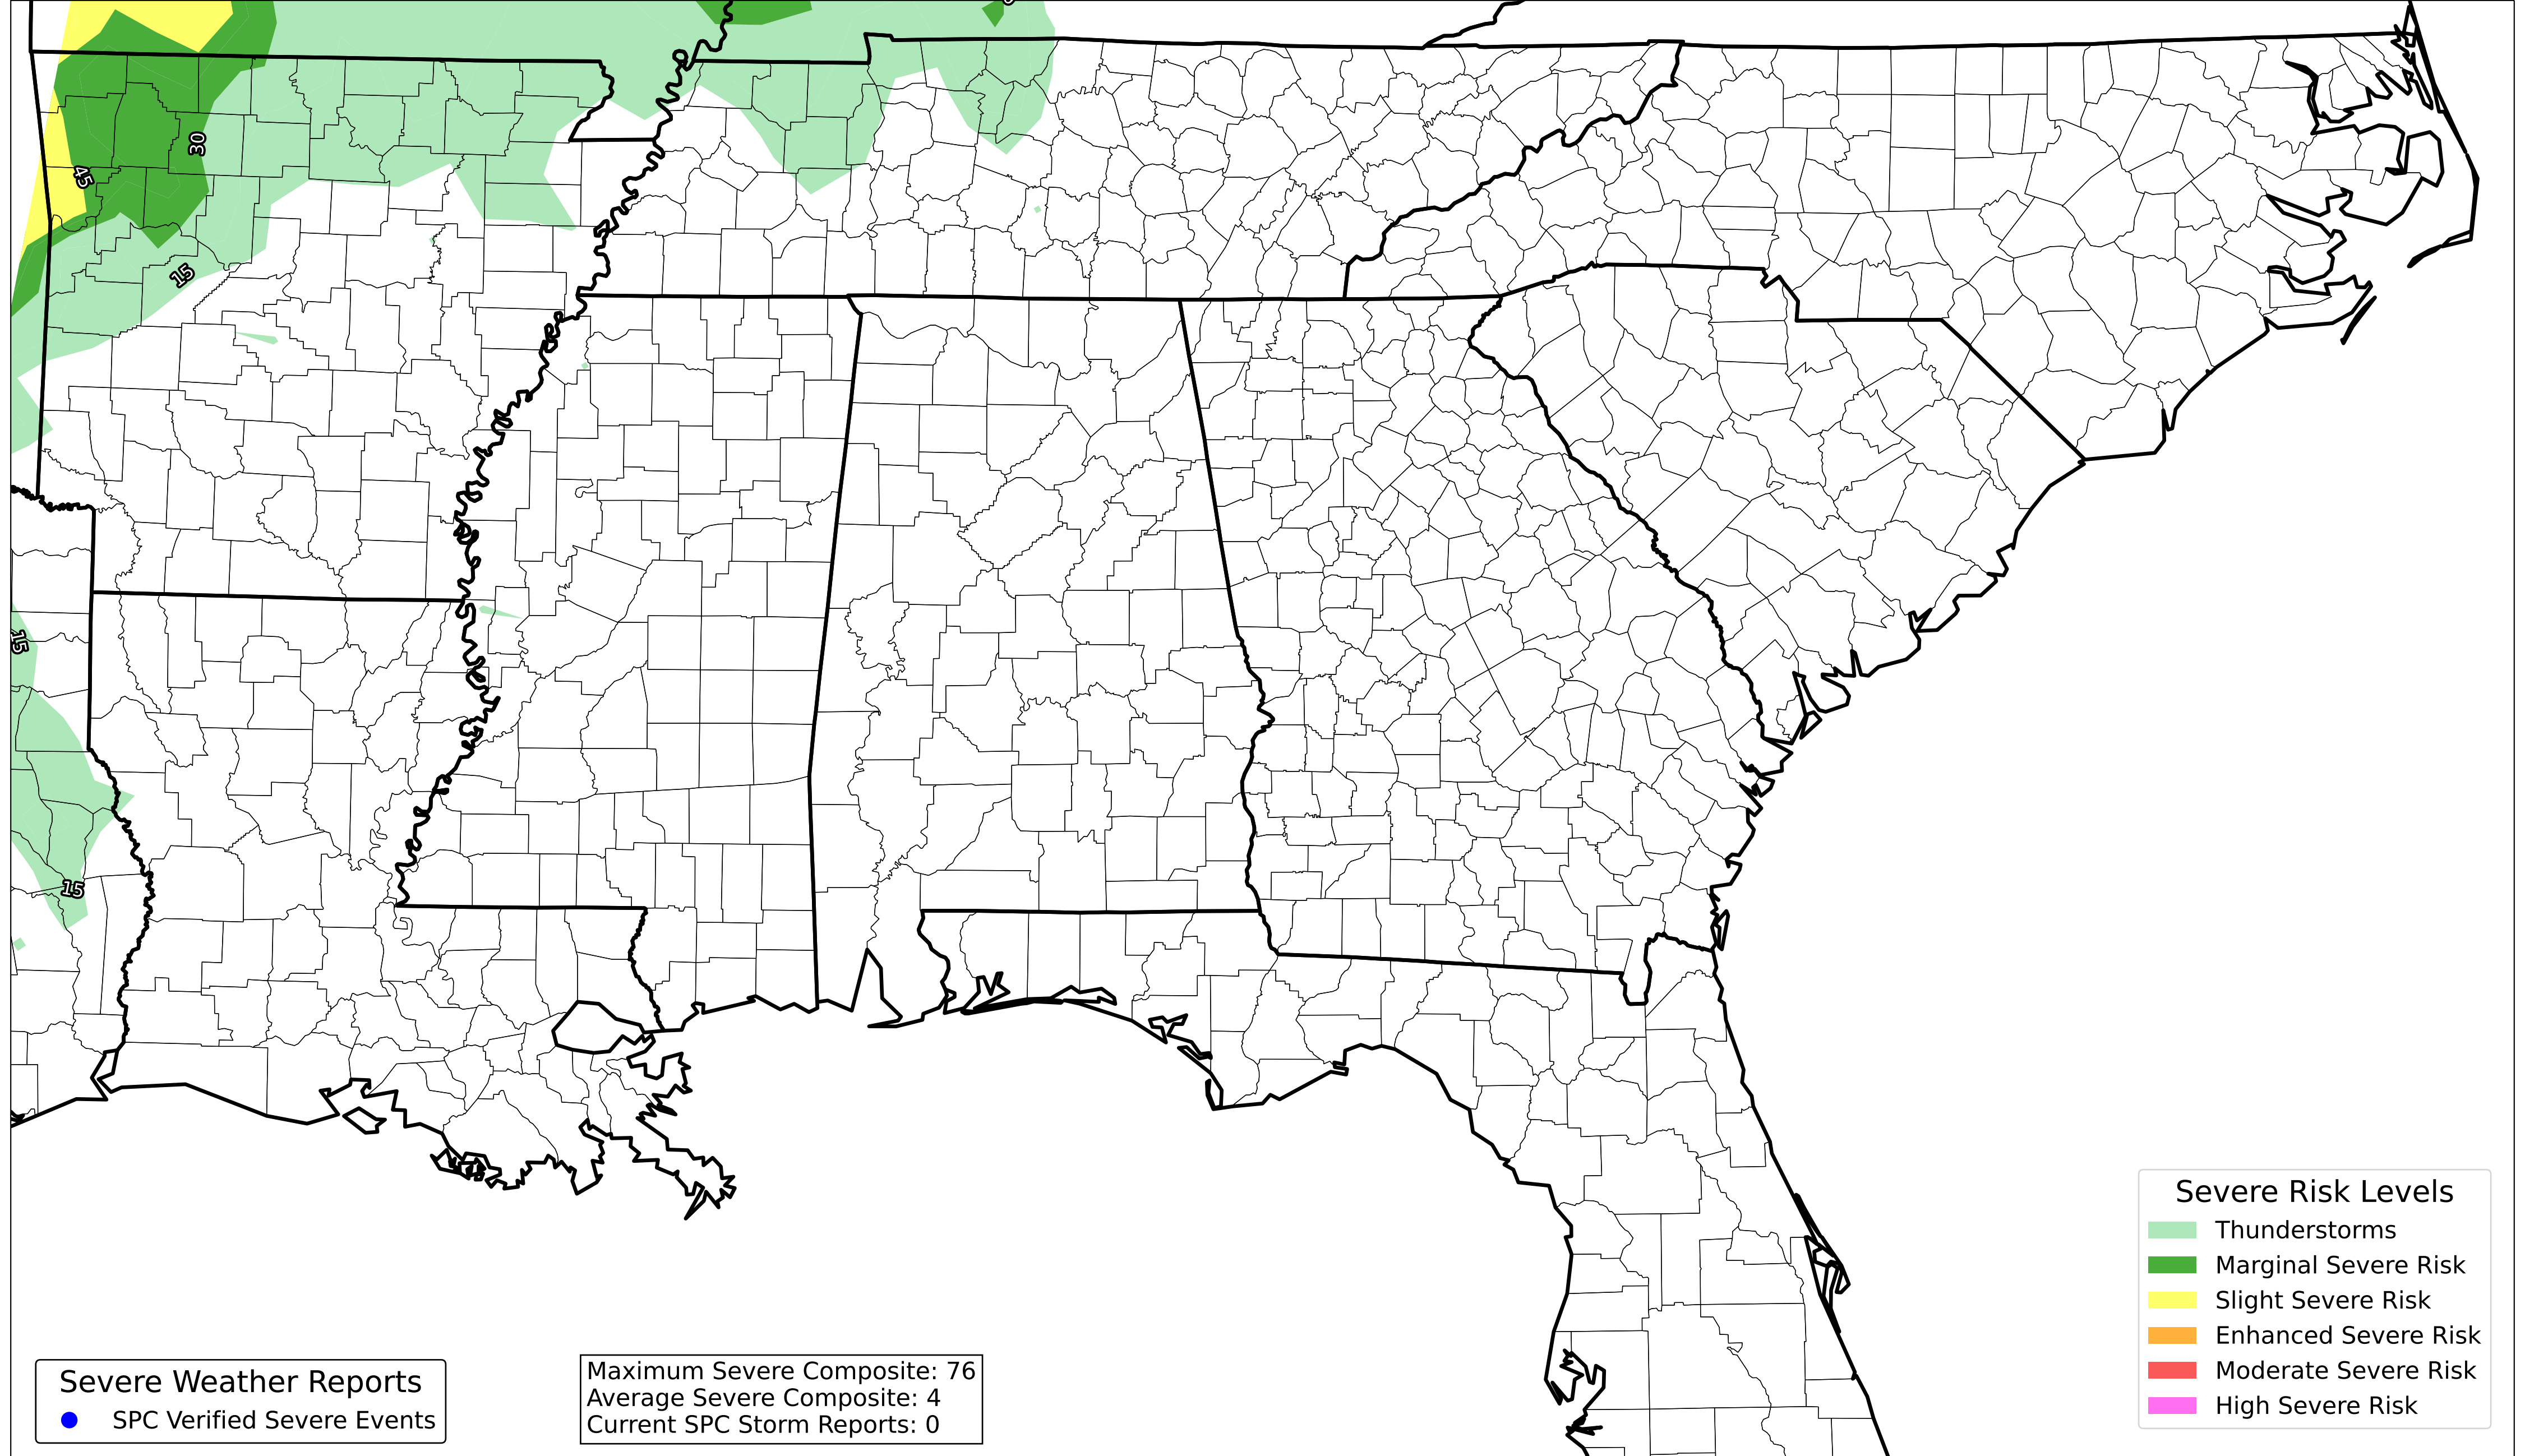 30
45
15
15
15
Severe Risk Levels
Thunderstorms
Marginal Severe Risk
Slight Severe Risk
Enhanced Severe Risk
Moderate Severe Risk
High Severe Risk
Severe Weather Reports
SPC Verified Severe Events
Maximum Severe Composite: 76
Average Severe Composite: 4
Current SPC Storm Reports: 0